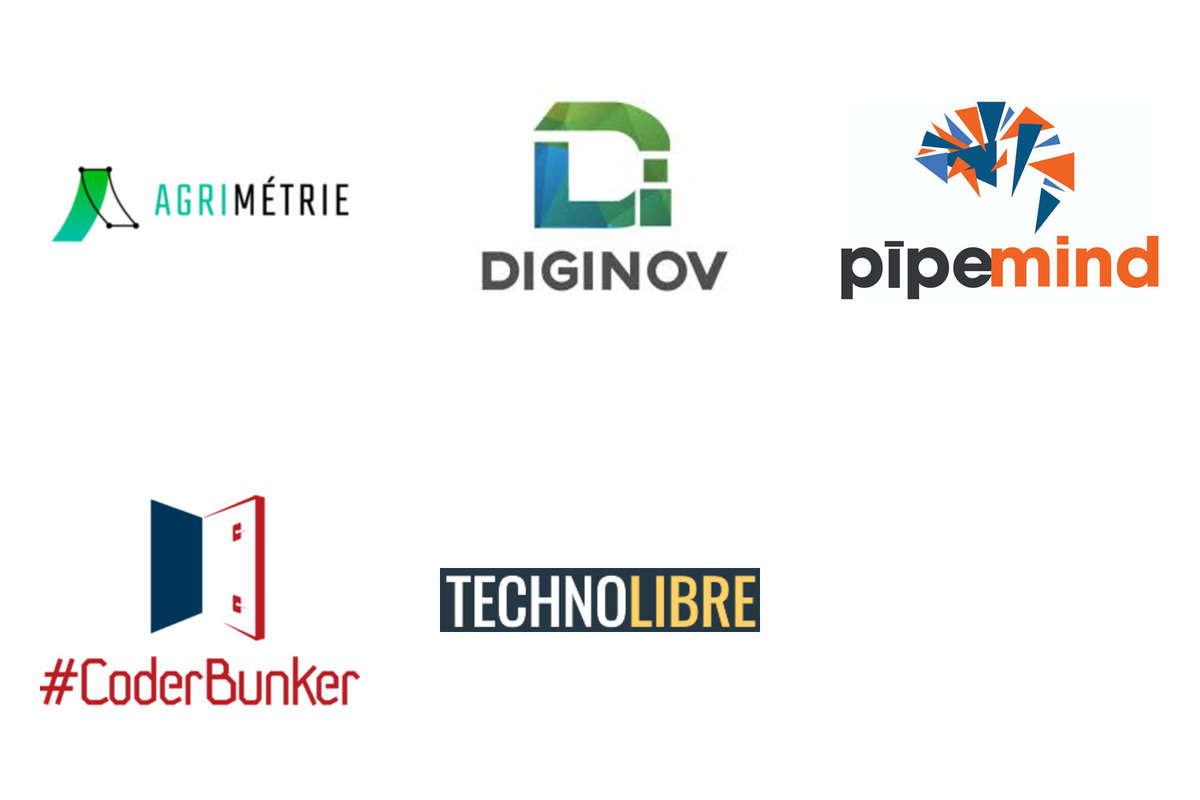 AGRIMÉTRIE
DIGINOV
pīpemind
#CoderBunker
TECHNOLIBRE